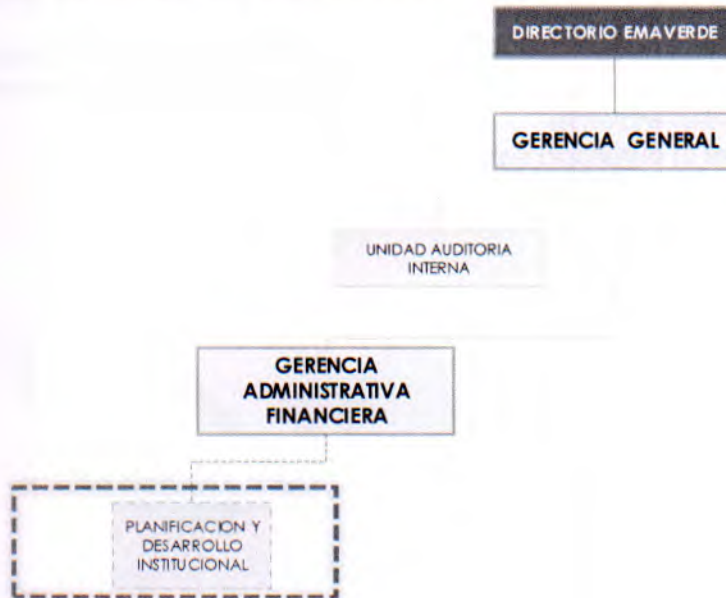 DIRECTORIO EMAVERDE
GERENCIA GENERAL
UNIDAD AUDITORIA
INTERNA
GERENCIA
ADMINISTRATIVA
FINANCIERA
PLANIFICACION Y
DESARROLLO
INSTITUCIONAL